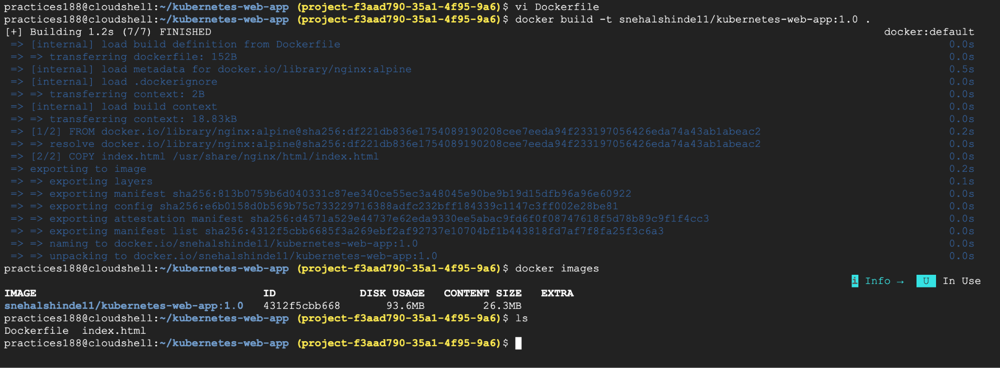 practices188@cloudshell:~/kubernetes-web-app (project-f3aad790-35a1-4f95-9a6)$ vi Dockerfile
practices188@cloudshell:~/kubernetes-web-app (project-f3aad790-35a1-4f95-9a6)$ docker build -t snehalshinde11/kubernetes-web-app:1.0 .
[+] Building 1.2s (7/7) FINISHED docker:default
=> [internal] load build definition from Dockerfile 0.0s
=> => transferring dockerfile: 152B 0.0s
=> [internal] load metadata for docker.io/library/nginx:alpine 0.5s
=> [internal] load .dockerignore 0.0s
=> => transferring context: 2B 0.0s
=> [internal] load build context 0.0s
=> => transferring context: 18.83kB 0.0s
=> [1/2] FROM docker.io/library/nginx:alpine@sha256:df221db836e1754089190208cee7eeda94f233197056426eda74a43ab1abeac2 0.2s
=> => resolve docker.io/library/nginx:alpine@sha256:df221db836e1754089190208cee7eeda94f233197056426eda74a43ab1abeac2 0.0s
=> [2/2] COPY index.html /usr/share/nginx/html/index.html 0.0s
=> exporting to image 0.2s
=> => exporting layers 0.1s
=> => exporting manifest sha256:813b0759b6d040331c87ee340ce55ec3a48045e90be9b19d15dfb96a96e60922 0.0s
=> => exporting config sha256:e6b0158d0b569b75c733229716388adfc232bff184339c1147c3ff002e28be81 0.0s
=> => exporting attestation manifest sha256:d4571a529e44737e62eda9330ee5abac9fd6f0f08747618f5d78b89c9f1f4cc3 0.0s
=> => exporting manifest list sha256:4312f5cbb6685f3a269ebf2af92737e10704bf1b443818fd7af7f8fa25f3c6a3 0.0s
=> => naming to docker.io/snehalshinde11/kubernetes-web-app:1.0 0.0s
=> => unpacking to docker.io/snehalshinde11/kubernetes-web-app:1.0 0.0s
practices188@cloudshell:~/kubernetes-web-app (project-f3aad790-35a1-4f95-9a6)$ docker images
i Info → U In Use
IMAGE ID DISK USAGE CONTENT SIZE EXTRA
snehalshinde11/kubernetes-web-app:1.0 4312f5cbb668 93.6MB 26.3MB
practices188@cloudshell:~/kubernetes-web-app (project-f3aad790-35a1-4f95-9a6)$ ls
Dockerfile index.html
practices188@cloudshell:~/kubernetes-web-app (project-f3aad790-35a1-4f95-9a6)$